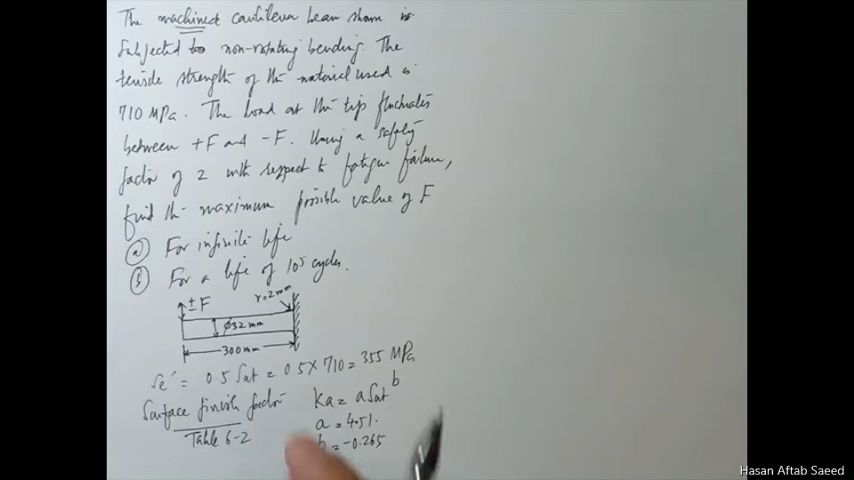 The machined cantilever beam shown is
subjected to non-rotating bending. The
tensile strength of the material used is
710 MPa. The load at the tip fluctuates
between +F and -F. Using a safety
factor of 2 with respect to fatigue failure,
find the maximum possible value of F
(a) For infinite life
(b) For a life of 10⁵ cycles.
±F
r=2mm
ϕ32mm
300mm
Se' = 0.5 Sut = 0.5 X 710 = 355 MPa
Surface finish factor
Ka = a Sut^b
Table 6-2
a = 4.51.
b = -0.265
Hasan Aftab Saeed